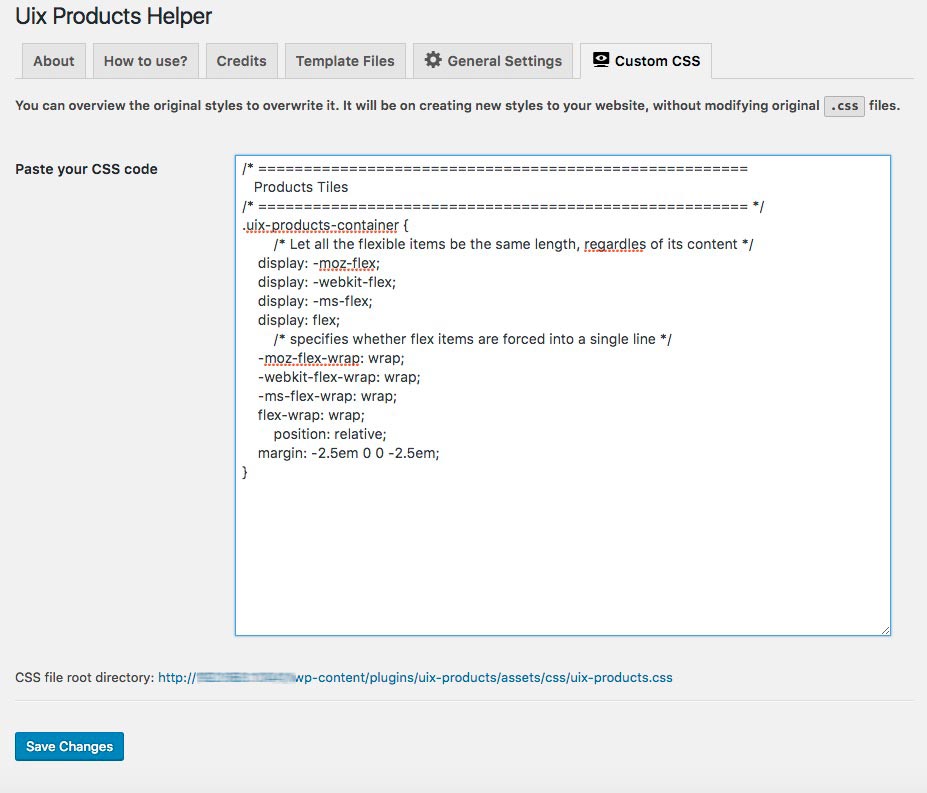 Uix Products Helper
About How to use? Credits Template Files General Settings Custom CSS
You can overview the original styles to overwrite it. It will be on creating new styles to your website, without modifying original .css files.
Paste your CSS code
/* ======================================================
Products Tiles
/* ====================================================== */
.uix-products-container {
/* Let all the flexible items be the same length, regardles of its content */
display: -moz-flex;
display: -webkit-flex;
display: -ms-flex;
display: flex;
/* specifies whether flex items are forced into a single line */
-moz-flex-wrap: wrap;
-webkit-flex-wrap: wrap;
-ms-flex-wrap: wrap;
flex-wrap: wrap;
position: relative;
margin: -2.5em 0 0 -2.5em;
}
CSS file root directory: http:// wp-content/plugins/uix-products/assets/css/uix-products.css
Save Changes